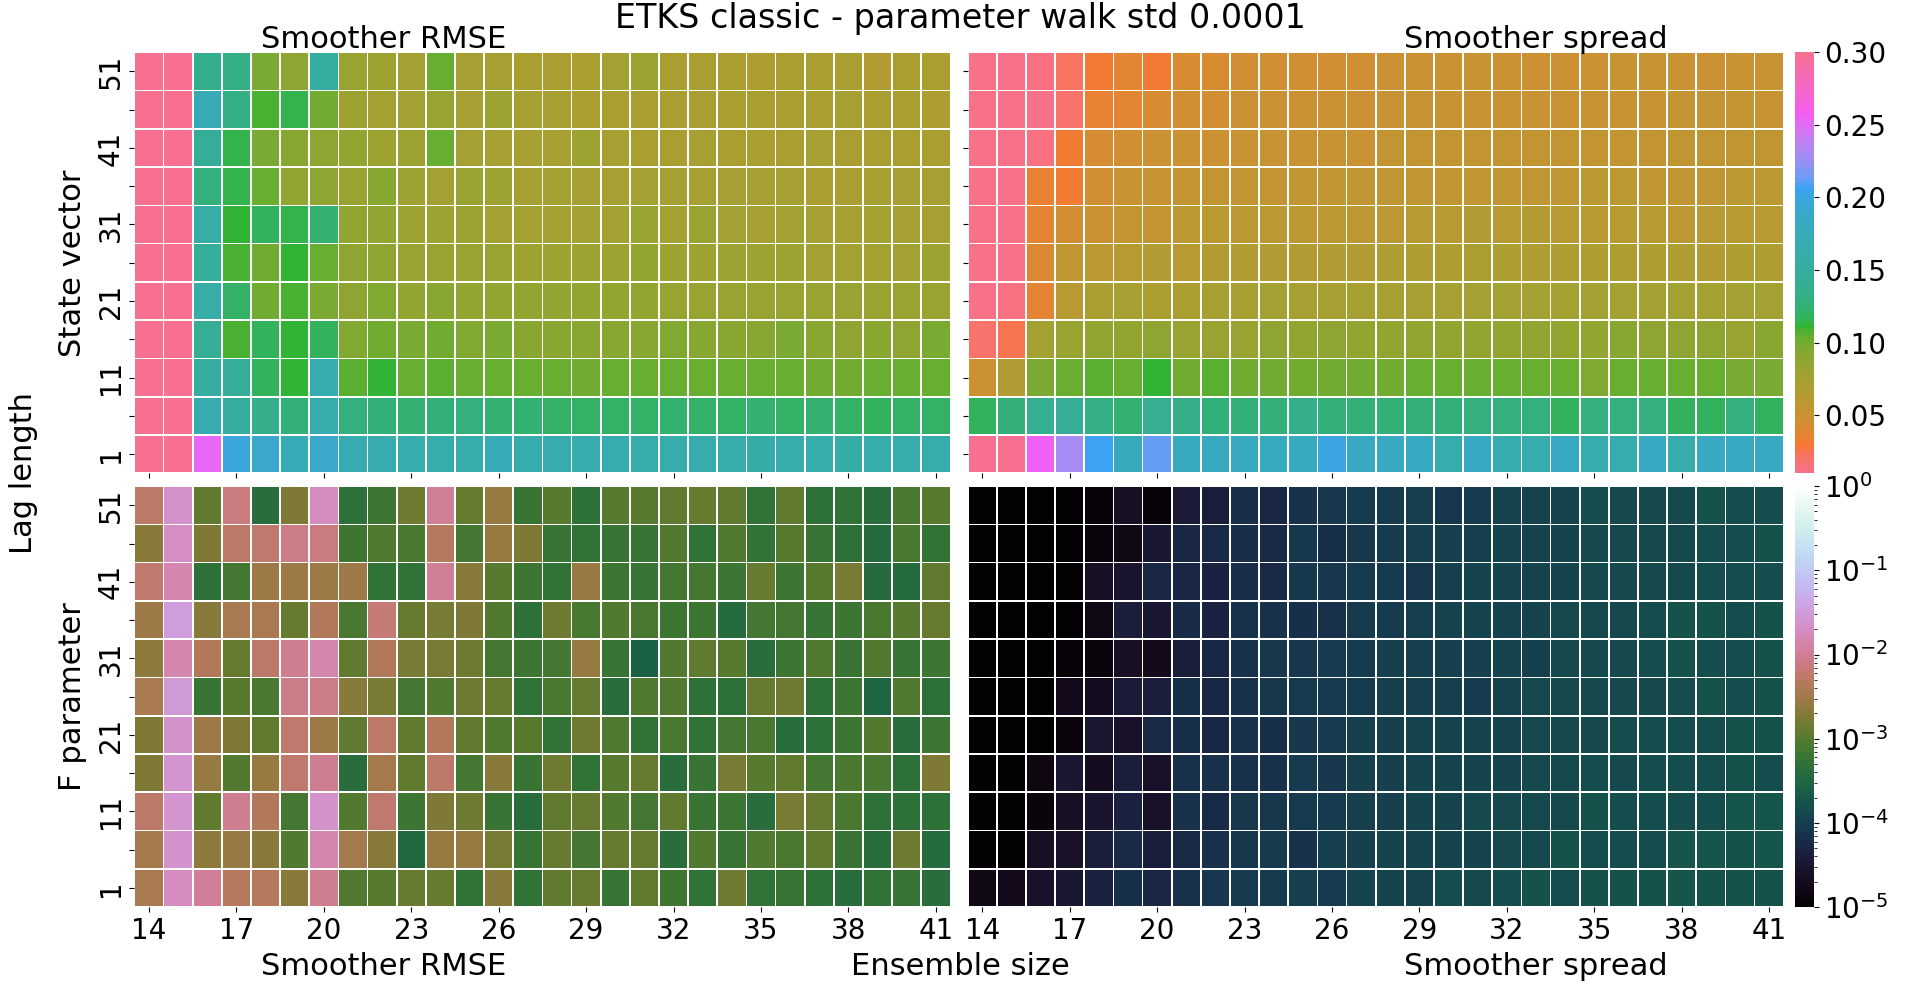 ETKS classic - parameter walk std 0.0001
Smoother RMSE
Smoother spread
Lag length
State vector
51
41
31
21
11
1
0.30
0.25
0.20
0.15
0.10
0.05
F parameter
51
41
31
21
11
1
10⁰
10⁻¹
10⁻²
10⁻³
10⁻⁴
10⁻⁵
14 17 20 23 26 29 32 35 38 41
14 17 20 23 26 29 32 35 38 41
Smoother RMSE
Ensemble size
Smoother spread